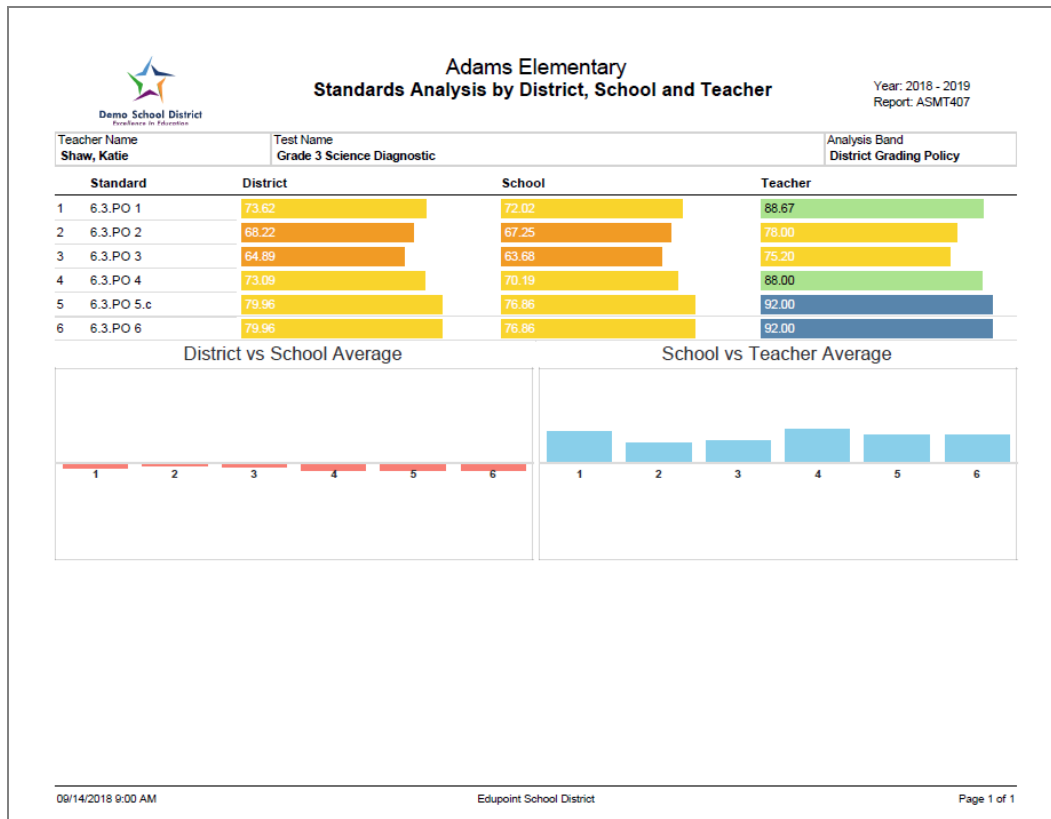 Adams Elementary
Standards Analysis by District, School and Teacher
Year: 2018 - 2019
Report: ASMT407
Demo School District
Excellence in Education
Teacher Name
Shaw, Katie
Test Name
Grade 3 Science Diagnostic
Analysis Band
District Grading Policy
Standard District School Teacher
1 6.3.PO 1 73.62 72.02 88.67
2 6.3.PO 2 68.22 67.25 78.00
3 6.3.PO 3 64.89 63.68 75.20
4 6.3.PO 4 73.09 70.19 88.00
5 6.3.PO 5.c 79.96 76.86 92.00
6 6.3.PO 6 79.96 76.86 92.00
District vs School Average
1 2 3 4 5 6
School vs Teacher Average
1 2 3 4 5 6
09/14/2018 9:00 AM Edupoint School District Page 1 of 1